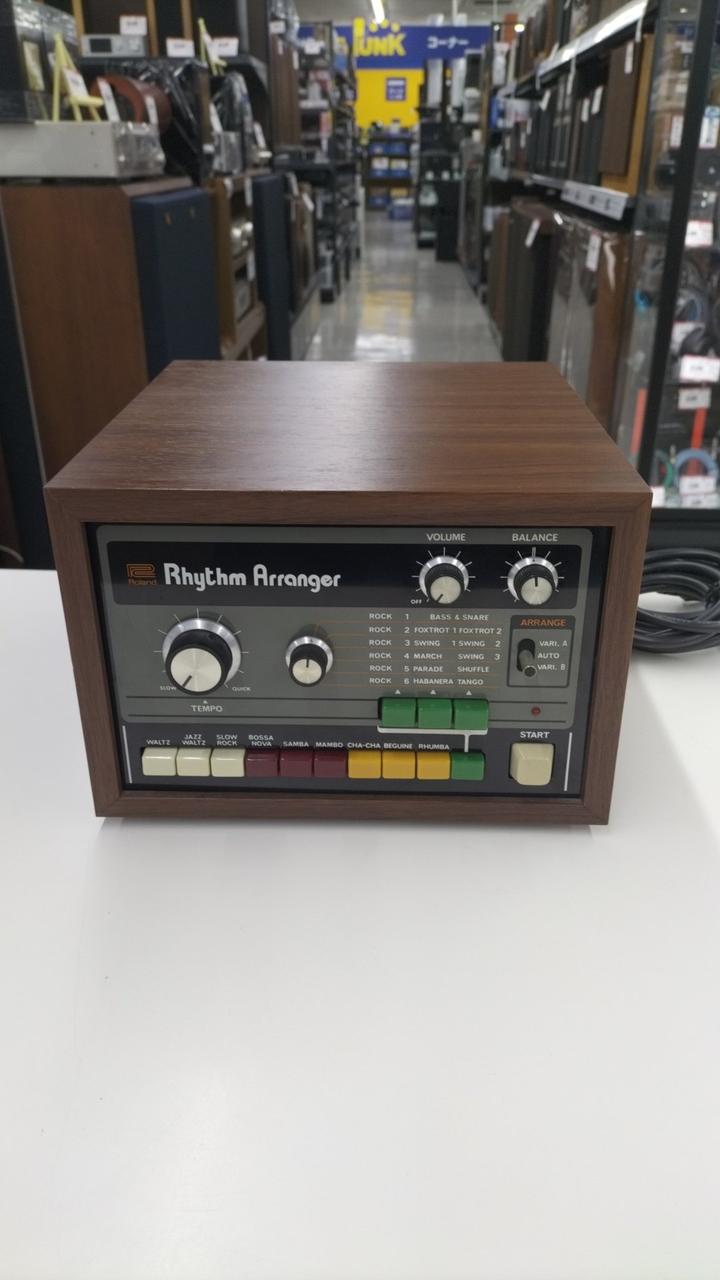 JUNK コーナー
VOLUME BALANCE
Roland Rhythm Arranger
OFF
ROCK 1 BASS & SNARE
ROCK 2 FOXTROT 1 FOXTROT 2
ROCK 3 SWING 1 SWING 2
ROCK 4 MARCH SWING 3
ROCK 5 PARADE SHUFFLE
ROCK 6 HABANERA TANGO
ARRANGE
VARI. A
AUTO
VARI. B
SLOW QUICK
TEMPO
START
WALTZ JAZZ WALTZ SLOW ROCK BOSSA NOVA SAMBA MAMBO CHA-CHA BEGUINE RHUMBA